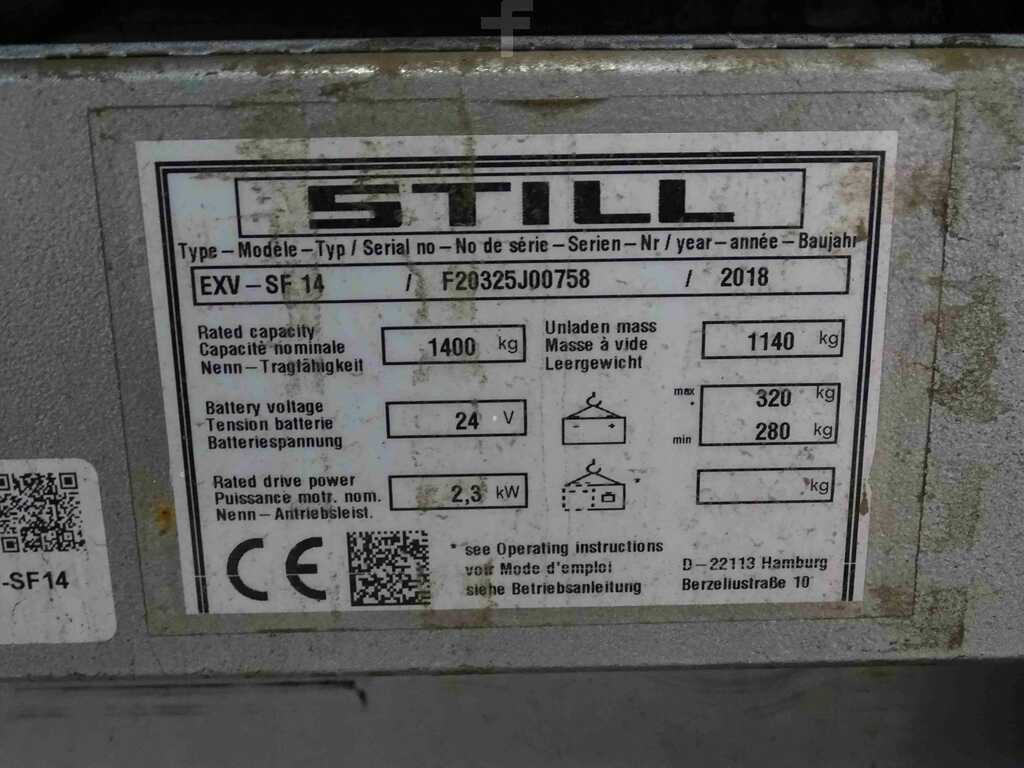 f
STILL
Type – Modèle – Typ / Serial no – No de série – Serien – Nr / year – année – Baujahr
EXV – SF 14 / F20325J00758 / 2018
Rated capacity
Capacité nominale
Nenn – Tragfähigkeit
1400 kg
Unladen mass
Masse à vide
Leergewicht
1140 kg
Battery voltage
Tension batterie
Batteriespannung
24 V
max * 320 kg
min 280 kg
Rated drive power
Puissance motr. nom.
Nenn – Antriebsleist.
2,3 kW
* kg
CE
* see Operating instructions
voir Mode d'emploi
siehe Betriebsanleitung
D – 22113 Hamburg
Berzeliusstraße 10
-SF14